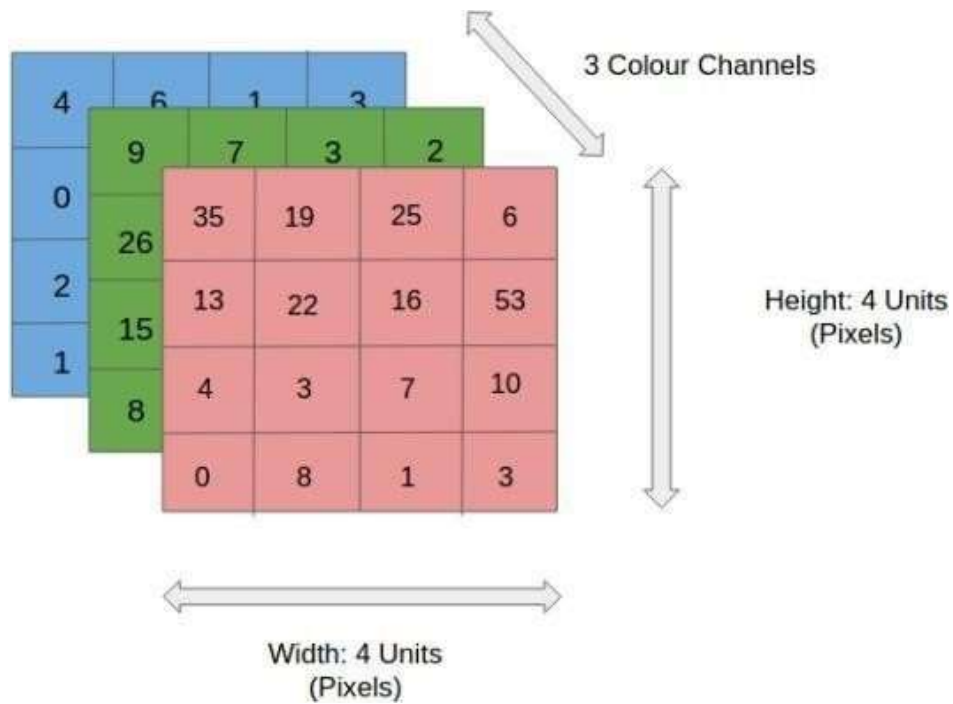 3 Colour Channels
4 6 1 3
9 7 3 2
0
35 19 25 6
26
2
13 22 16 53
Height: 4 Units
(Pixels)
15
1
4 3 7 10
8
0 8 1 3
Width: 4 Units
(Pixels)